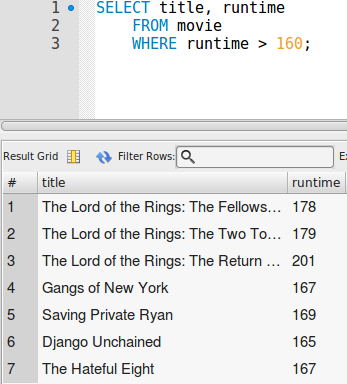 1 SELECT title, runtime
2 FROM movie
3 WHERE runtime > 160;
Result Grid Filter Rows:
# title runtime
1 The Lord of the Rings: The Fellows... 178
2 The Lord of the Rings: The Two To... 179
3 The Lord of the Rings: The Return ... 201
4 Gangs of New York 167
5 Saving Private Ryan 169
6 Django Unchained 165
7 The Hateful Eight 167